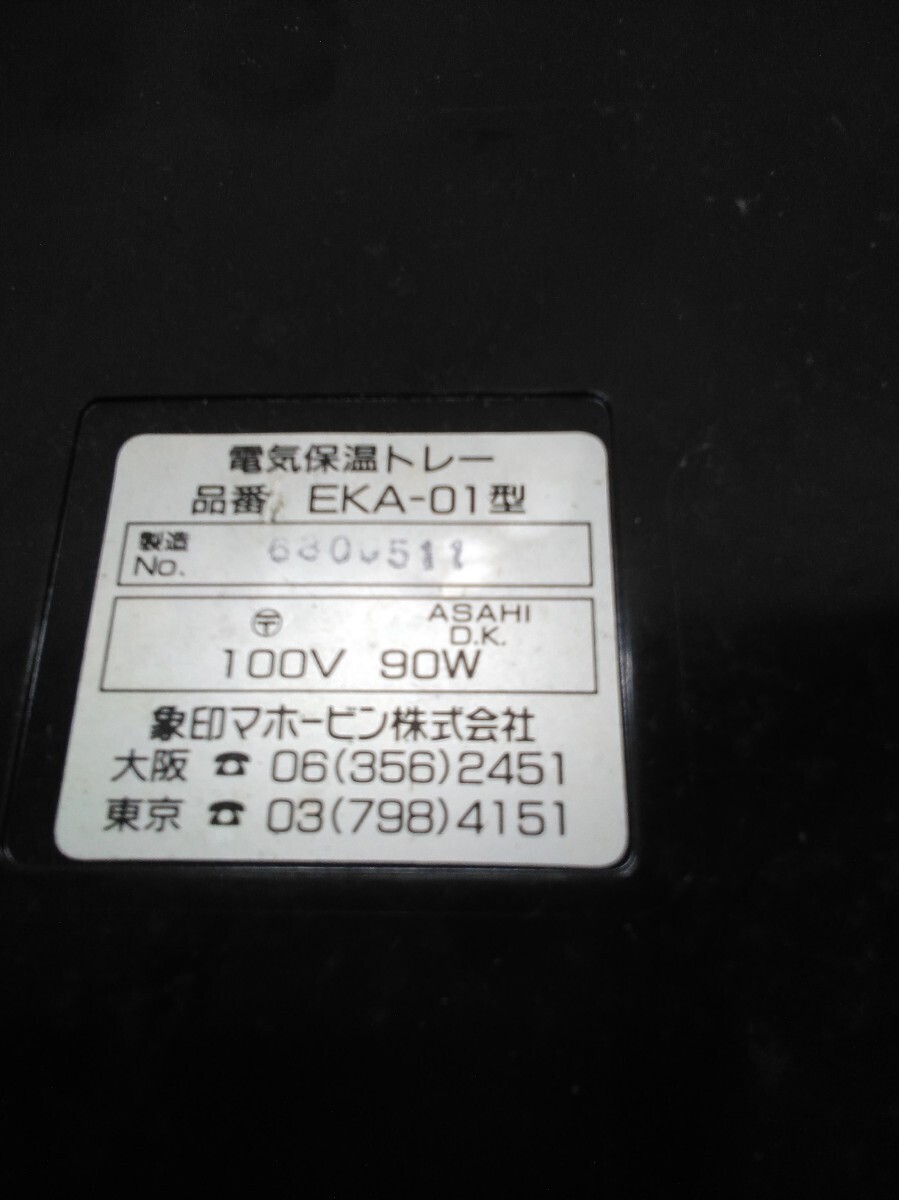 電気保温トレー
品番 EKA-01型
製造
No.
〒 ASAHI
D.K.
100V 90W
象印マホービン株式会社
大阪 ☎ 06(356)2451
東京 ☎ 03(798)4151